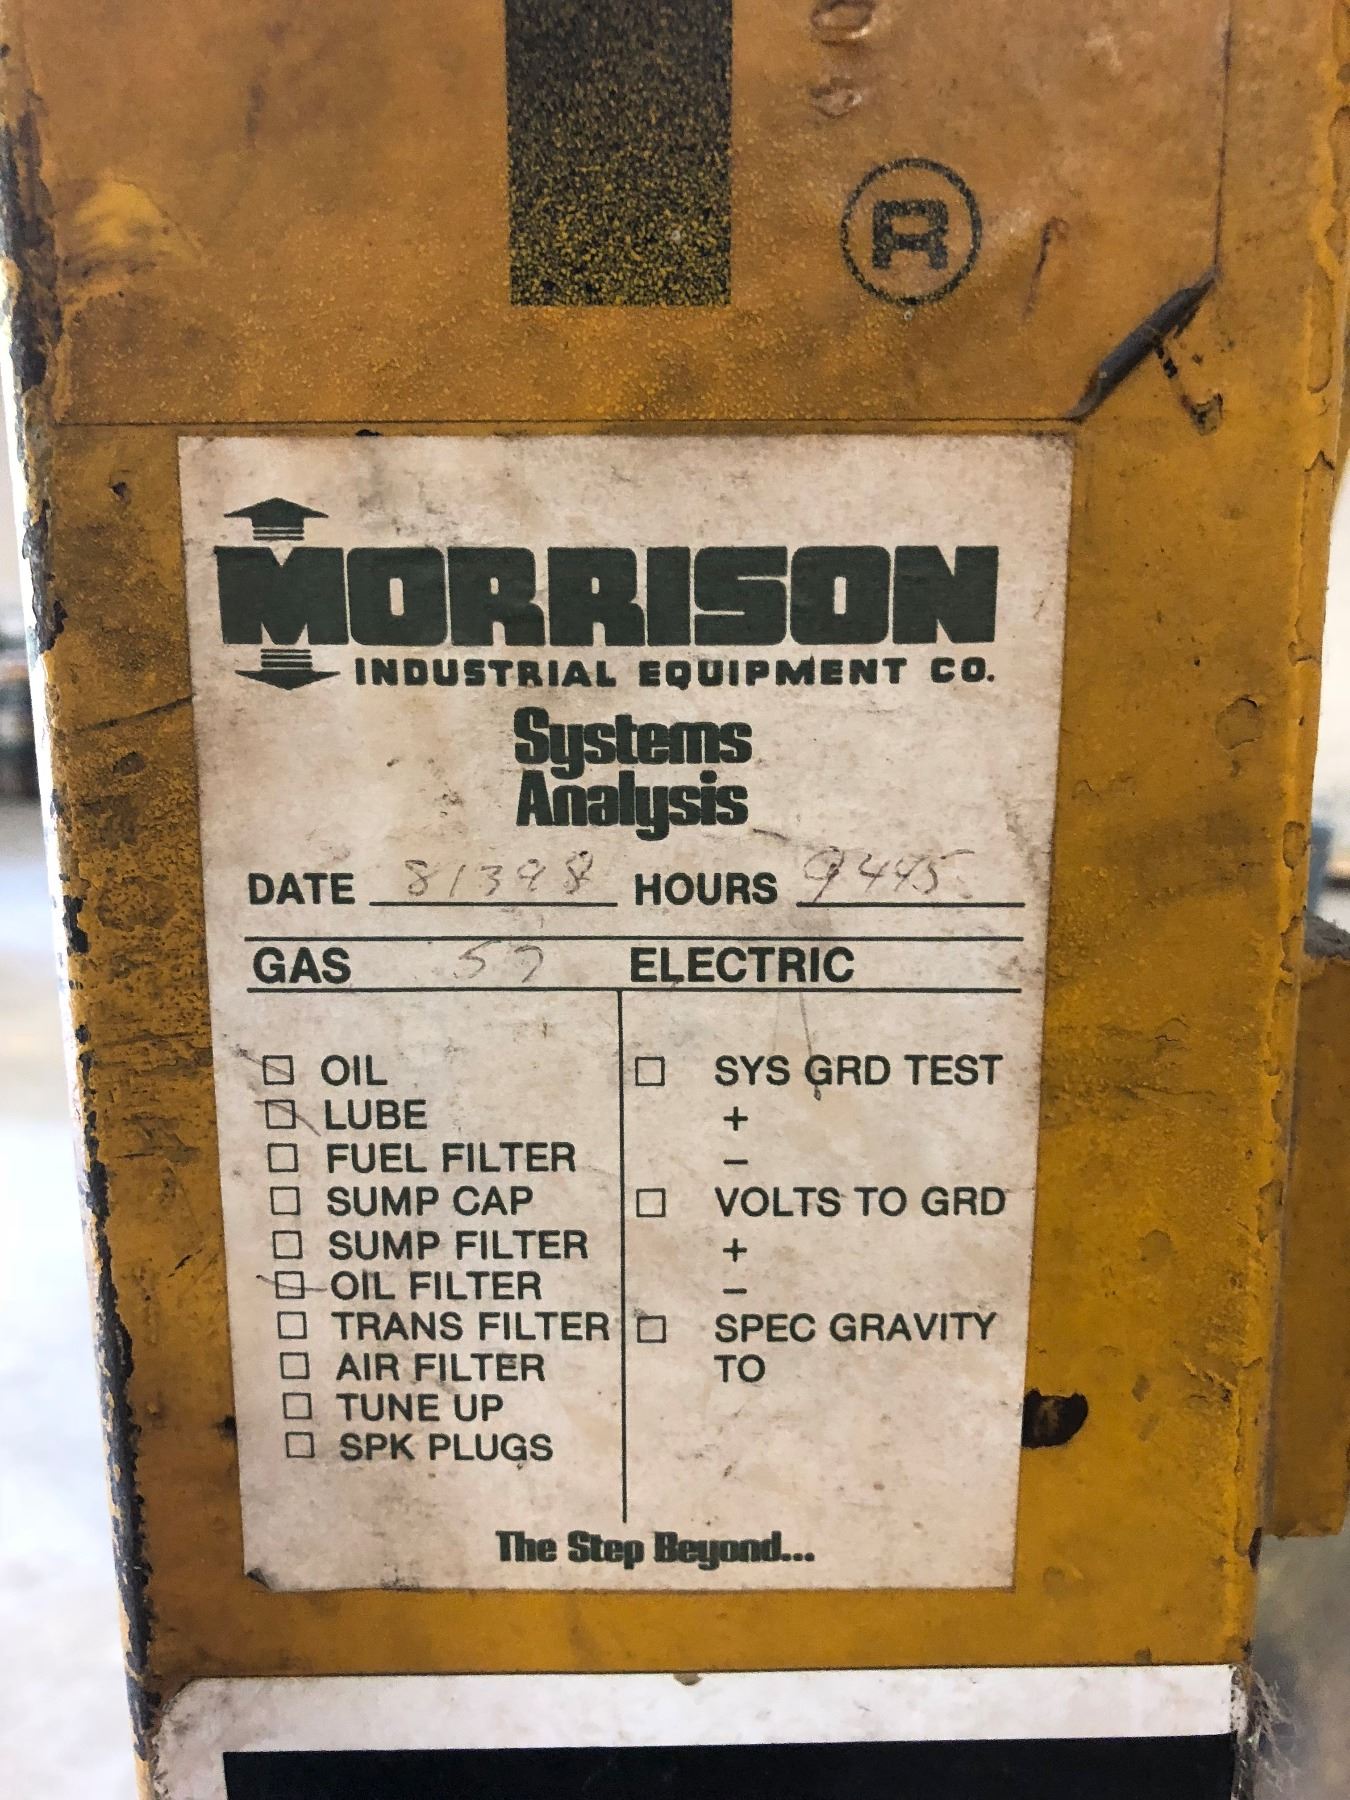 ®
MORRISON
INDUSTRIAL EQUIPMENT CO.
Systems
Analysis
DATE 81398 HOURS 9445
GAS 57 ELECTRIC
OIL
LUBE
FUEL FILTER
SUMP CAP
SUMP FILTER
OIL FILTER
TRANS FILTER
AIR FILTER
TUNE UP
SPK PLUGS
SYS GRD TEST
+
−
VOLTS TO GRD
+
−
SPEC GRAVITY
TO
The Step Beyond...